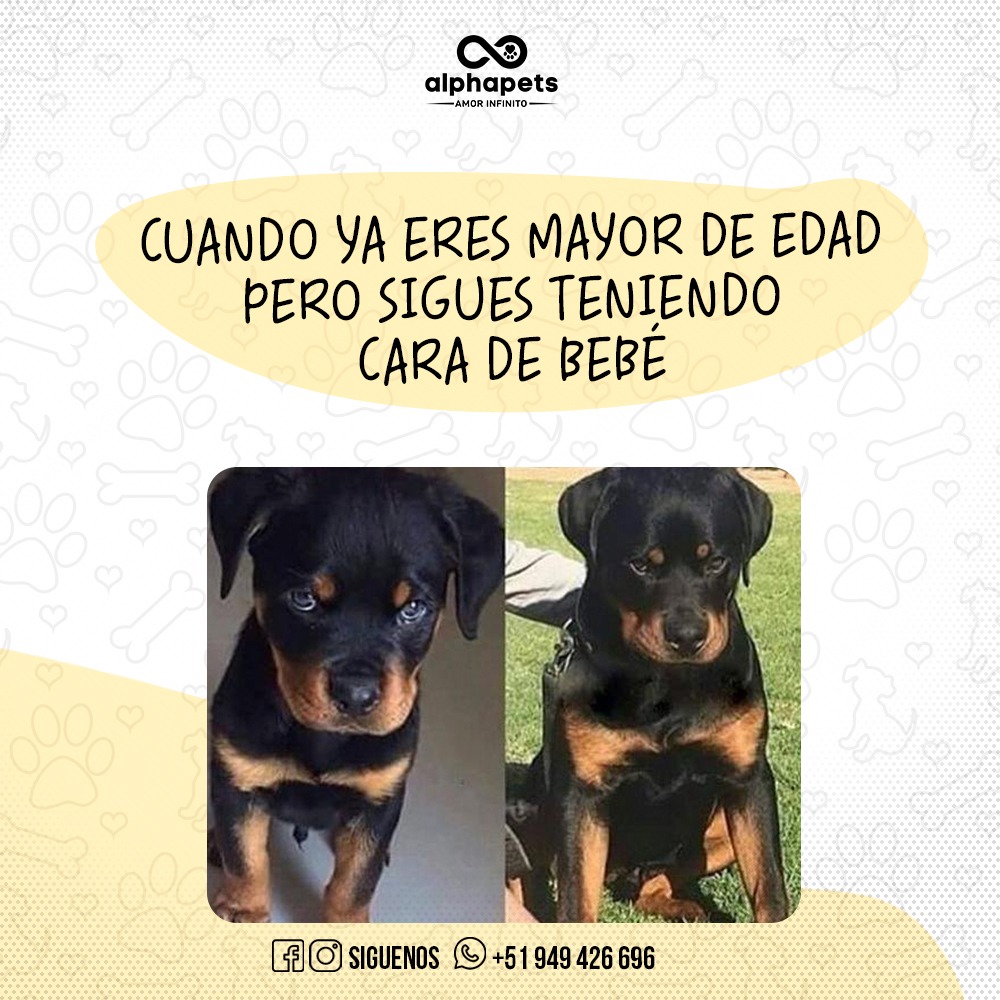 alphapets
AMOR INFINITO
CUANDO YA ERES MAYOR DE EDAD
PERO SIGUES TENIENDO
CARA DE BEBÉ
SIGUENOS +51 949 426 696